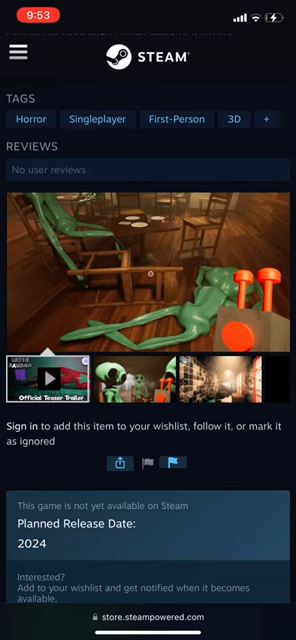 9:53
STEAM
TAGS
Horror
Singleplayer
First-Person
3D
+
REVIEWS
No user reviews
Official Teaser Trailer
Sign in to add this item to your wishlist, follow it, or mark it
as ignored
This game is not yet available on Steam
Planned Release Date:
2024
Interested?
Add to your wishlist and get notified when it becomes
available.
store.steampowered.com